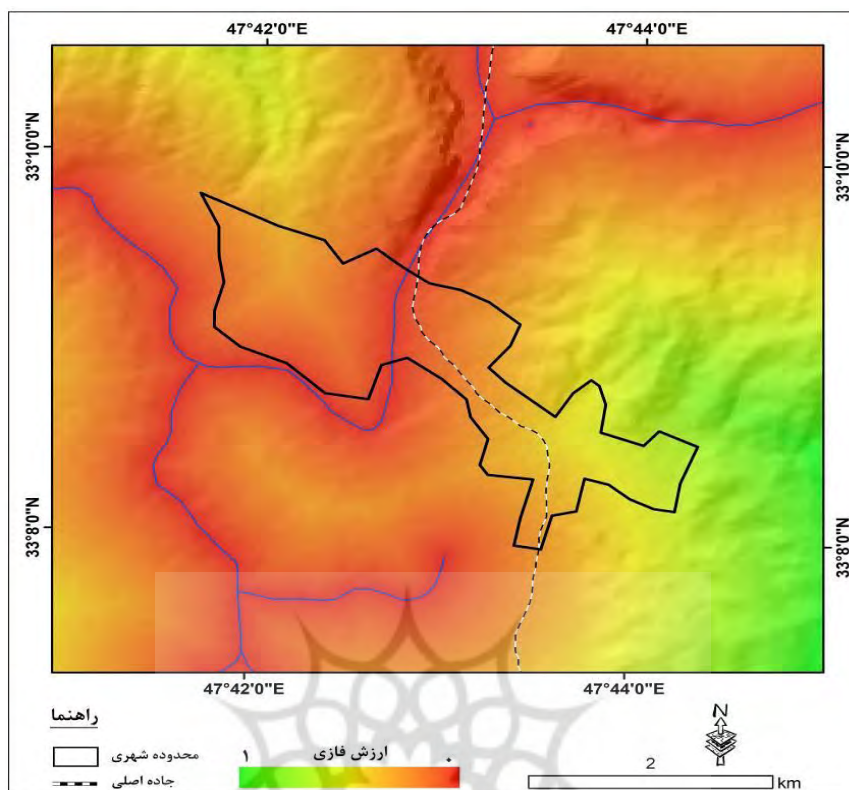 47°42'0"E 47°44'0"E
33°10'0"N 33°10'0"N
33°8'0"N 33°8'0"N
47°42'0"E 47°44'0"E
راهنما
محدوده شهری
جاده اصلی
ارزش فازی
۱ ۰
N
2
km